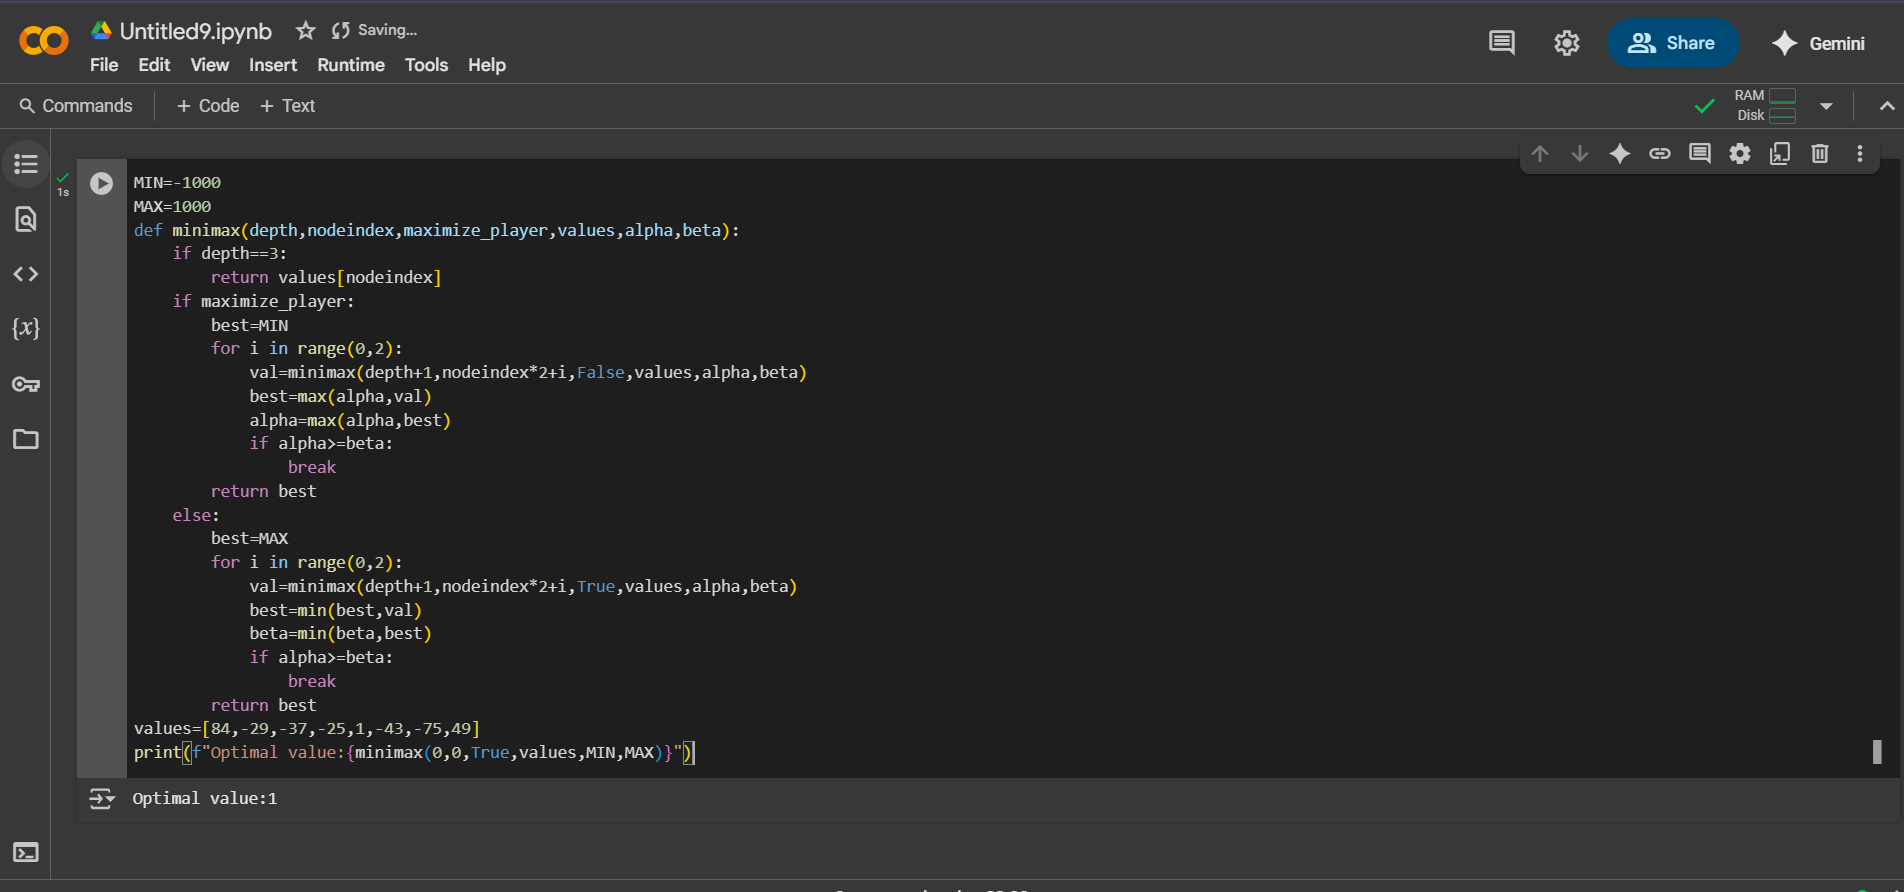 Untitled9.ipynb Saving...
File Edit View Insert Runtime Tools Help
Share
Gemini
Commands + Code + Text
RAM
Disk
1s
MIN=-1000
MAX=1000
def minimax(depth,nodeindex,maximize_player,values,alpha,beta):
    if depth==3:
        return values[nodeindex]
    if maximize_player:
        best=MIN
        for i in range(0,2):
            val=minimax(depth+1,nodeindex*2+i,False,values,alpha,beta)
            best=max(alpha,val)
            alpha=max(alpha,best)
            if alpha>=beta:
                break
        return best
    else:
        best=MAX
        for i in range(0,2):
            val=minimax(depth+1,nodeindex*2+i,True,values,alpha,beta)
            best=min(best,val)
            beta=min(beta,best)
            if alpha>=beta:
                break
        return best
values=[84,-29,-37,-25,1,-43,-75,49]
print(f"Optimal value:{minimax(0,0,True,values,MIN,MAX)}")
Optimal value:1